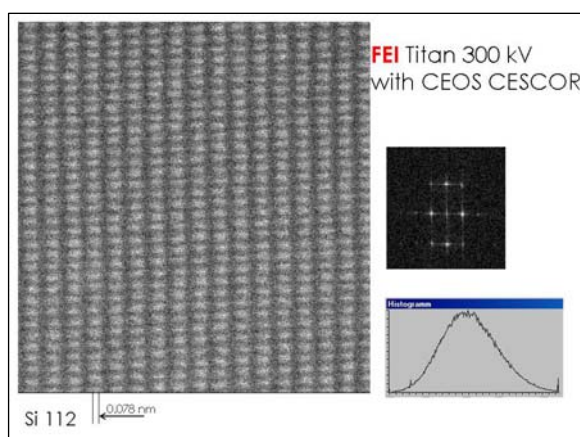 FEI Titan 300 kV
with CEOS CESCOR
Histogramm
Si 112
0,078 nm